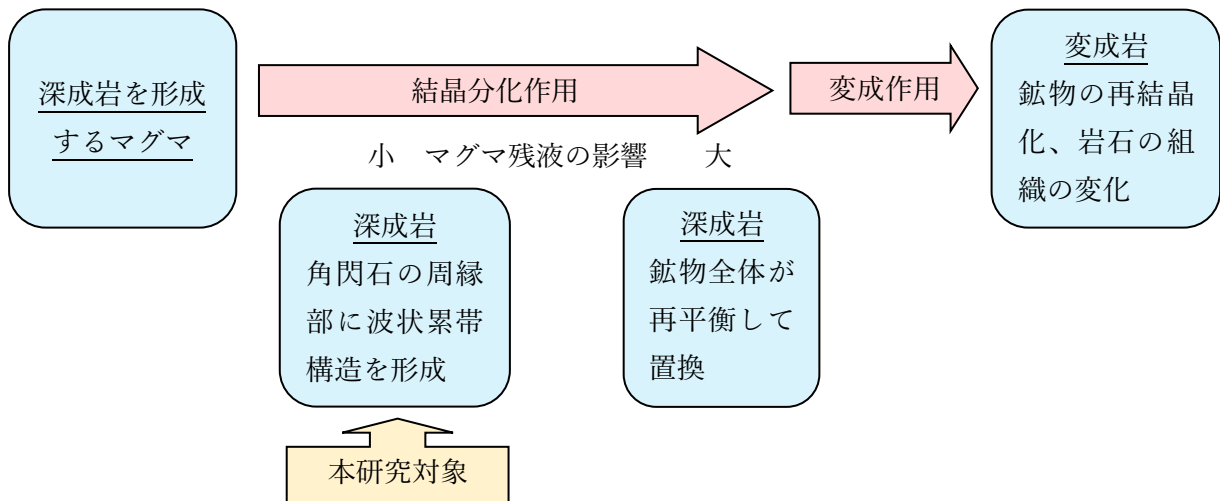 深成岩を形成
するマグマ
結晶分化作用
変成作用
変成岩
鉱物の再結晶
化、岩石の組
織の変化
小　マグマ残液の影響　大
深成岩
角閃石の周縁
部に波状累帯
構造を形成
深成岩
鉱物全体が
再平衡して
置換
本研究対象